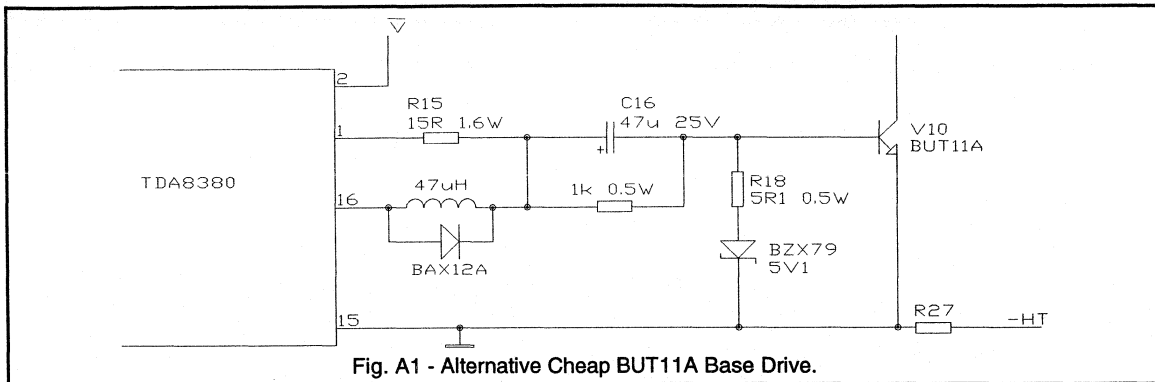 V
2
R15
15R 1.6W
C16
47u 25V
+
1
V10
BUT11A
TDA8380
47uH
1k 0.5W
R18
5R1 0.5W
16
BZX79
5V1
BAX12A
15
R27
-HT
Fig. A1 - Alternative Cheap BUT11A Base Drive.